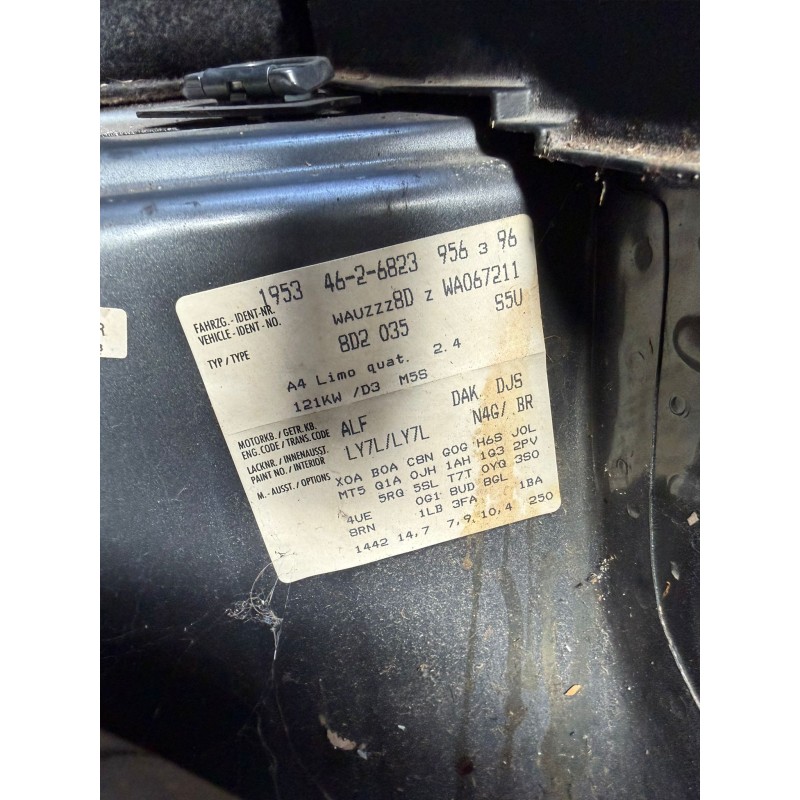 1953 46-2-6823 956 3 96
FAHRZG.-IDENT-NR.
VEHICLE-IDENT-NO. WAUZZZ8D Z WA067211
TYP/TYPE 8D2 035 S5U
A4 Limo quat. 2.4
121KW /D3 M5S
MOTORKB./GETR.KB.
ENG.CODE/TRANS.CODE ALF DAK DJS
LACKNR./INNENAUSST.
PAINT NO./INTERIOR LY7L/LY7L N4G/ BR
M.-AUSST./OPTIONS X0A B0A C8N G0G H6S J0L
MT5 Q1A 0JH 1AH 1G3 2PV
5RQ 5SL T7T 0YQ 3S0
4UE 0G1 8UD 8GL 1BA
9RN 1LB 3FA
1442 14,7 7,9,10,4 250
R
3